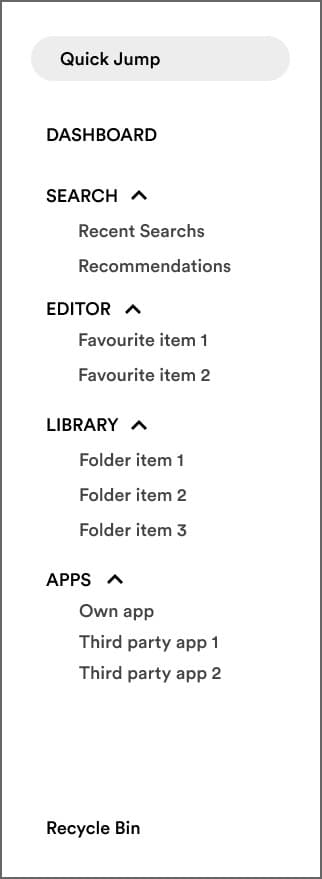 Quick Jump
DASHBOARD
SEARCH
Recent Searchs
Recommendations
EDITOR
Favourite item 1
Favourite item 2
LIBRARY
Folder item 1
Folder item 2
Folder item 3
APPS
Own app
Third party app 1
Third party app 2
Recycle Bin